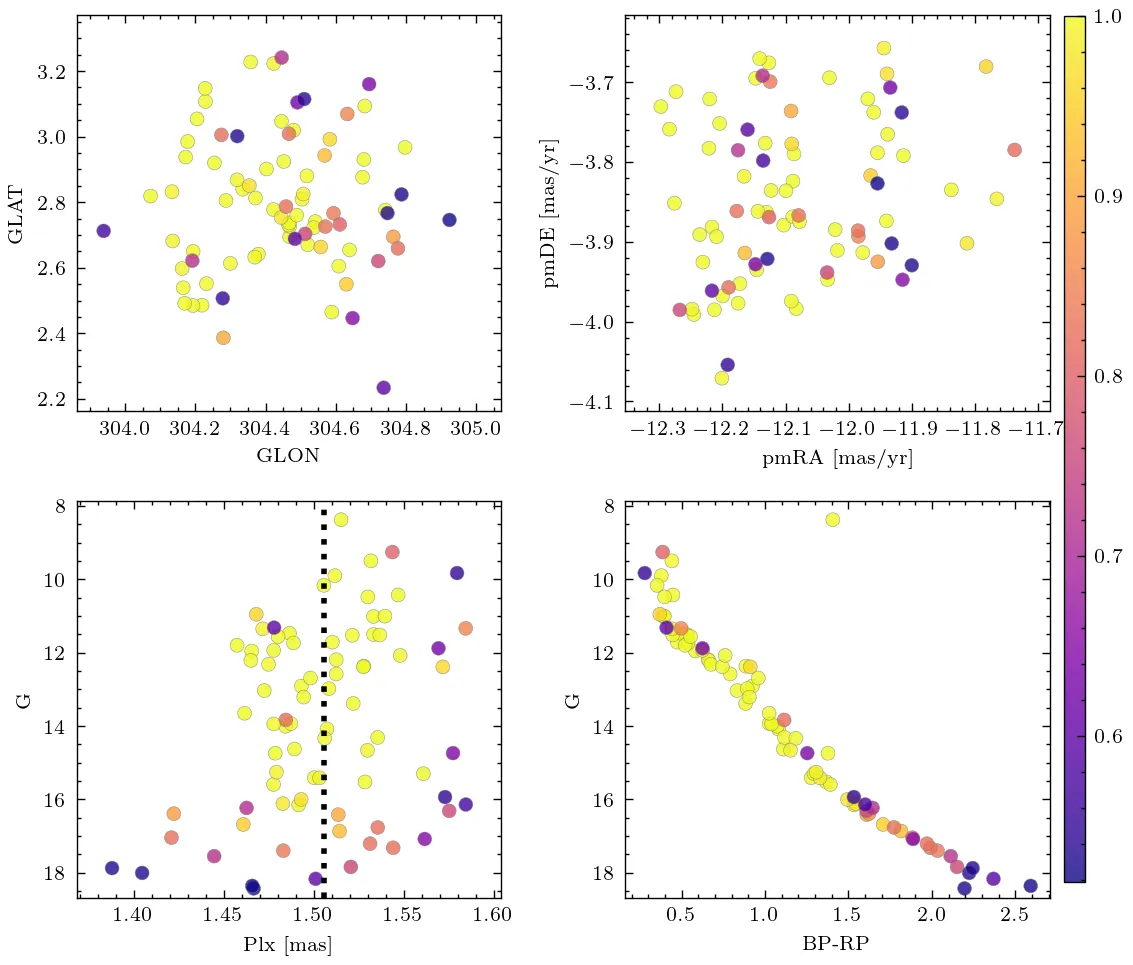 3.2
3.0
2.8
2.6
2.4
2.2
GLAT
304.0 304.2 304.4 304.6 304.8 305.0
GLON
−3.7
−3.8
−3.9
−4.0
−4.1
pmDE [mas/yr]
−12.3 −12.2 −12.1 −12.0 −11.9 −11.8 −11.7
pmRA [mas/yr]
1.0
0.9
0.8
0.7
0.6
8
10
12
14
16
18
G
1.40 1.45 1.50 1.55 1.60
Plx [mas]
8
10
12
14
16
18
G
0.5 1.0 1.5 2.0 2.5
BP-RP